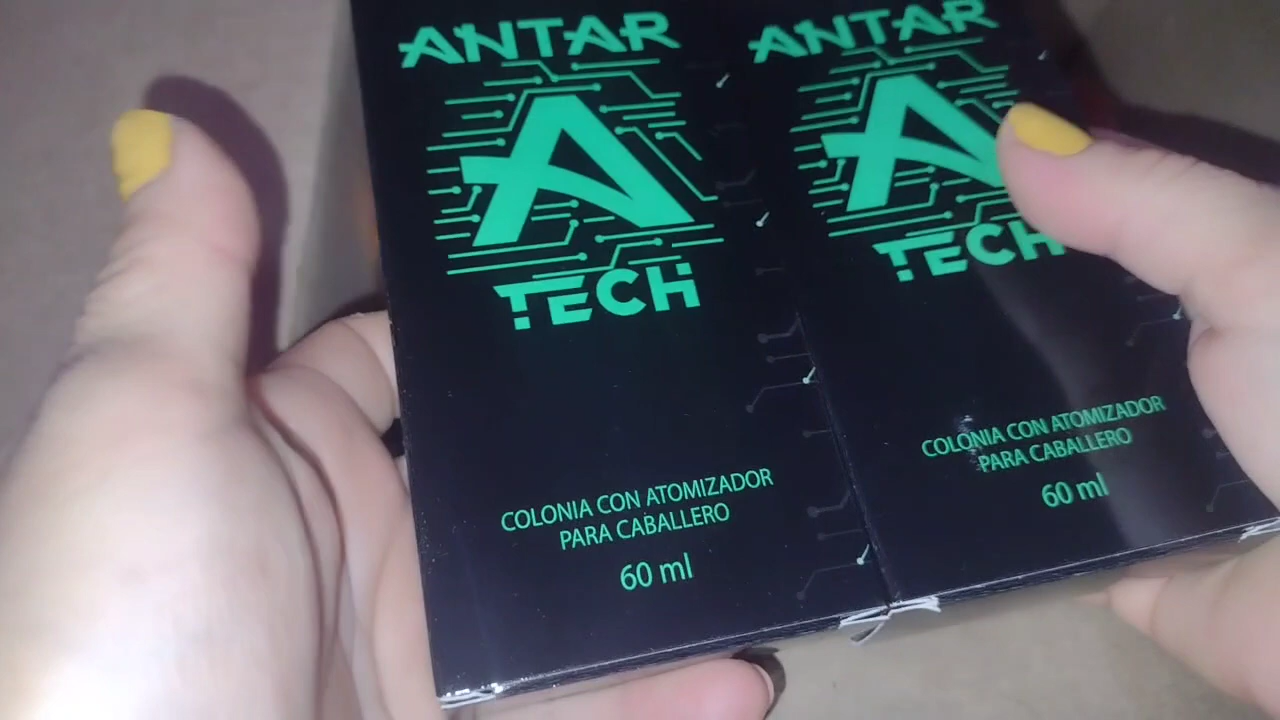 ANTAR
A
TECH
COLONIA CON ATOMIZADOR
PARA CABALLERO
60 ml
ANTAR
A
TECH
COLONIA CON ATOMIZADOR
PARA CABALLERO
60 ml